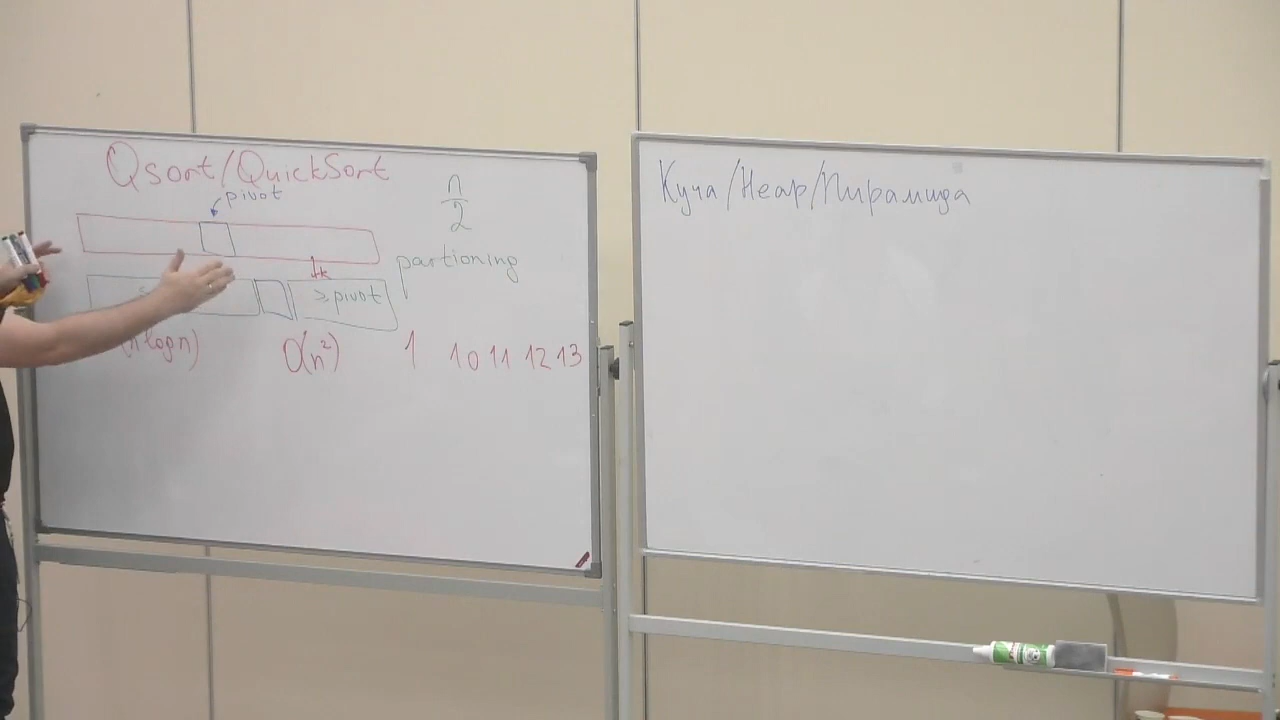 Qsort/QuickSort
pivot
n
2
partioning
k
≥ pivot
(n log n)
O(n²)
1 10 11 12 13
Куча/Heap/Пирамида